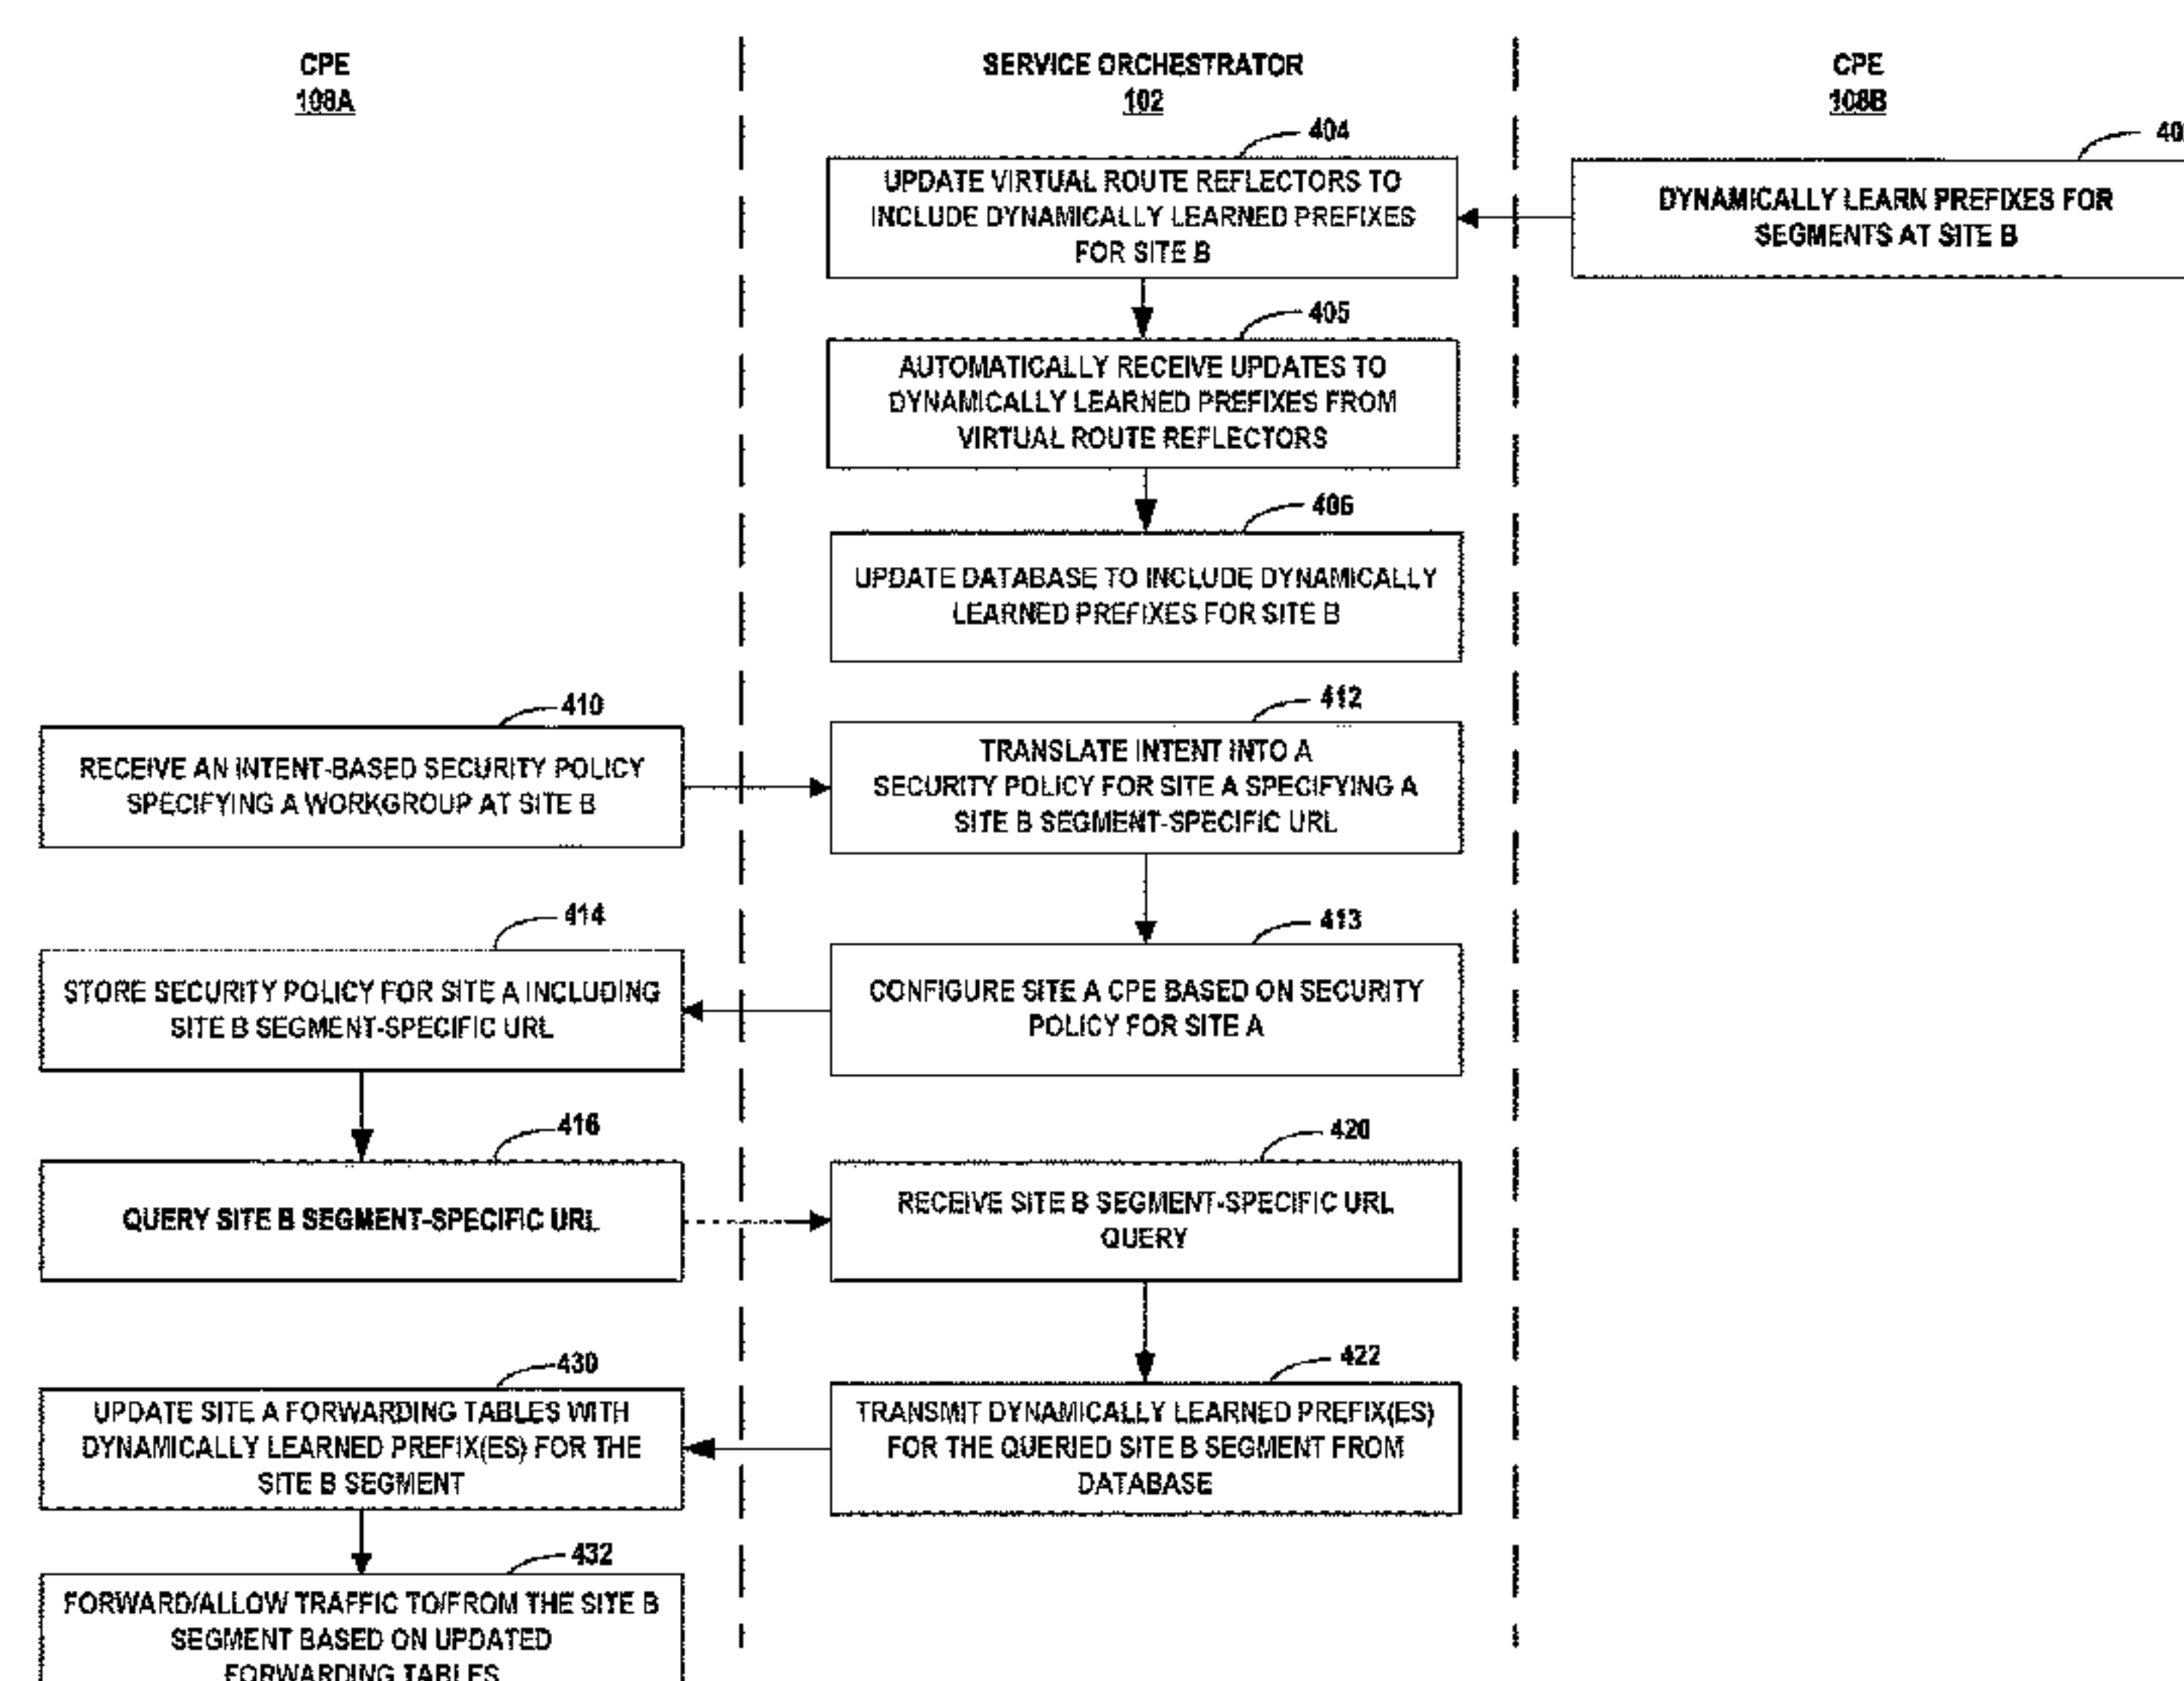 CPE
108A
SERVICE ORCHESTRATOR
102
CPE
108B
404
UPDATE VIRTUAL ROUTE REFLECTORS TO
INCLUDE DYNAMICALLY LEARNED PREFIXES
FOR SITE B
DYNAMICALLY LEARN PREFIXES FOR
SEGMENTS AT SITE B
405
AUTOMATICALLY RECEIVE UPDATES TO
DYNAMICALLY LEARNED PREFIXES FROM
VIRTUAL ROUTE REFLECTORS
406
UPDATE DATABASE TO INCLUDE DYNAMICALLY
LEARNED PREFIXES FOR SITE B
410
RECEIVE AN INTENT-BASED SECURITY POLICY
SPECIFYING A WORKGROUP AT SITE B
412
TRANSLATE INTENT INTO A
SECURITY POLICY FOR SITE A SPECIFYING A
SITE B SEGMENT-SPECIFIC URL
414
STORE SECURITY POLICY FOR SITE A INCLUDING
SITE B SEGMENT-SPECIFIC URL
413
CONFIGURE SITE A CPE BASED ON SECURITY
POLICY FOR SITE A
416
QUERY SITE B SEGMENT-SPECIFIC URL
420
RECEIVE SITE B SEGMENT-SPECIFIC URL
QUERY
430
UPDATE SITE A FORWARDING TABLES WITH
DYNAMICALLY LEARNED PREFIX(ES) FOR THE
SITE B SEGMENT
422
TRANSMIT DYNAMICALLY LEARNED PREFIX(ES)
FOR THE QUERIED SITE B SEGMENT FROM
DATABASE
432
FORWARD/ALLOW TRAFFIC TO/FROM THE SITE B
SEGMENT BASED ON UPDATED
FORWARDING TABLES